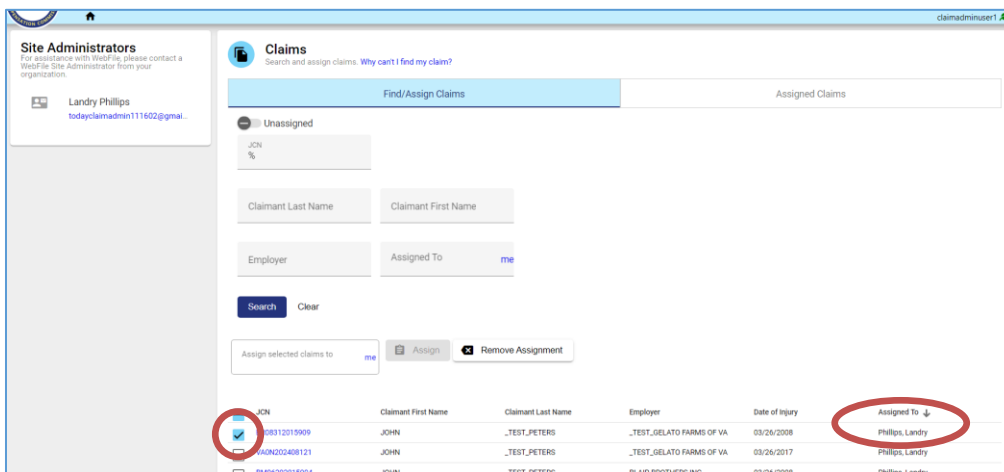 claimadminuser1
Site Administrators
For assistance with WebFile, please contact a
WebFile Site Administrator from your
organization.
Landry Phillips
todayclaimadmin111602@gmai...
Claims
Search and assign claims. Why can't I find my claim?
Find/Assign Claims Assigned Claims
Unassigned
JCN
%
Claimant Last Name Claimant First Name
Employer Assigned To me
Search Clear
Assign selected claims to me Assign Remove Assignment
JCN Claimant First Name Claimant Last Name Employer Date of Injury Assigned To
JOHN _TEST_PETERS _TEST_GELATO FARMS OF VA 03/26/2008 Phillips, Landry
VA0N202408121 JOHN _TEST_PETERS _TEST_GELATO FARMS OF VA 03/26/2017 Phillips, Landry